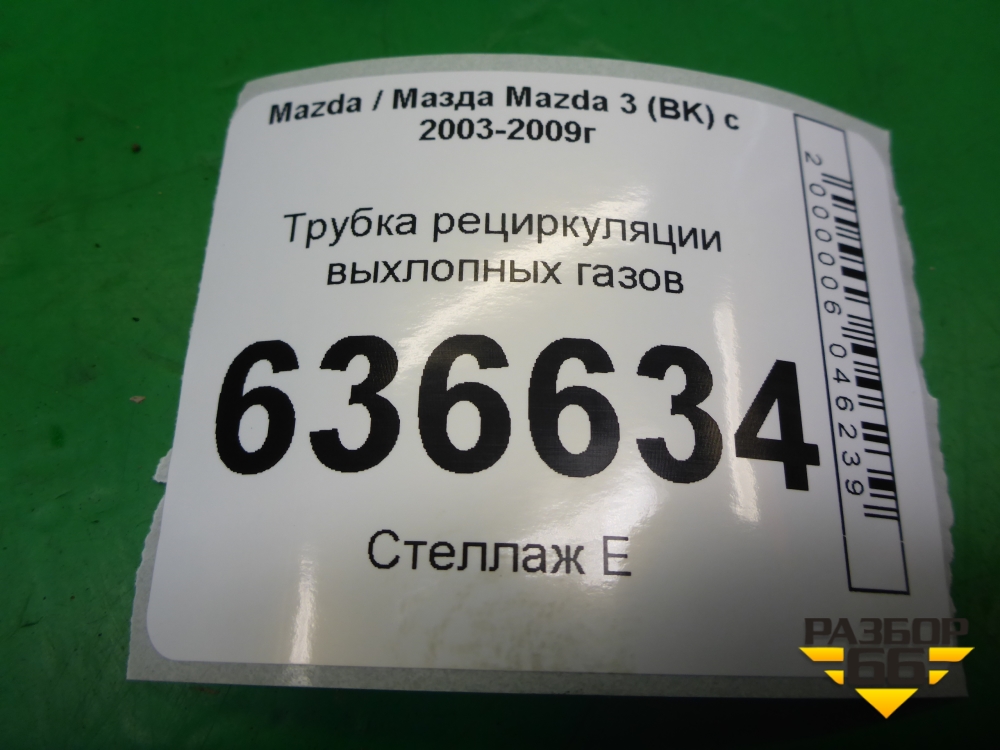 Mazda / Мазда Mazda 3 (BK) с
2003-2009г
Трубка рециркуляции
выхлопных газов
636634
Стеллаж Е
2000006046239
РАЗБОР
66